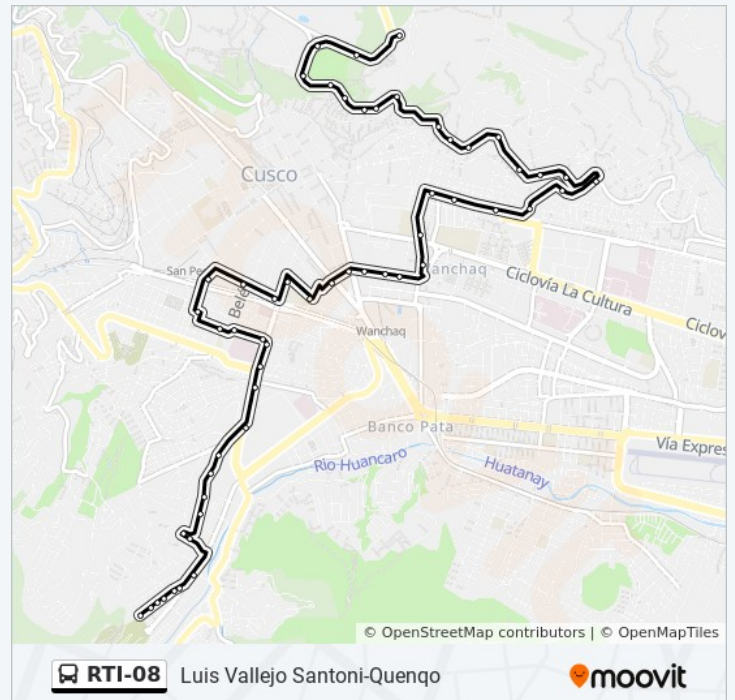 Cusco
San Pe
Belé
anchaq
Ciclovía La Cultura
Ciclov
Wanchaq
Banco Pata
Vía Expres
Rio Huancaro
Huatanay
© OpenStreetMap contributors | © OpenMapTiles
RTI-08 Luis Vallejo Santoni-Quenqo
moovit